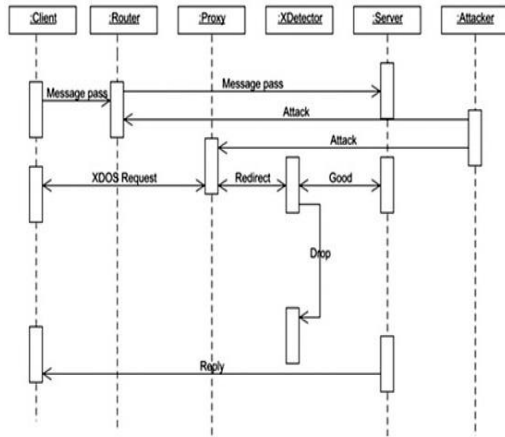 :Client :Router :Proxy :XDetector :Server :Attacker
Message pass
Message pass
Attack
Attack
XDOS Request
Redirect
Good
Drop
Reply